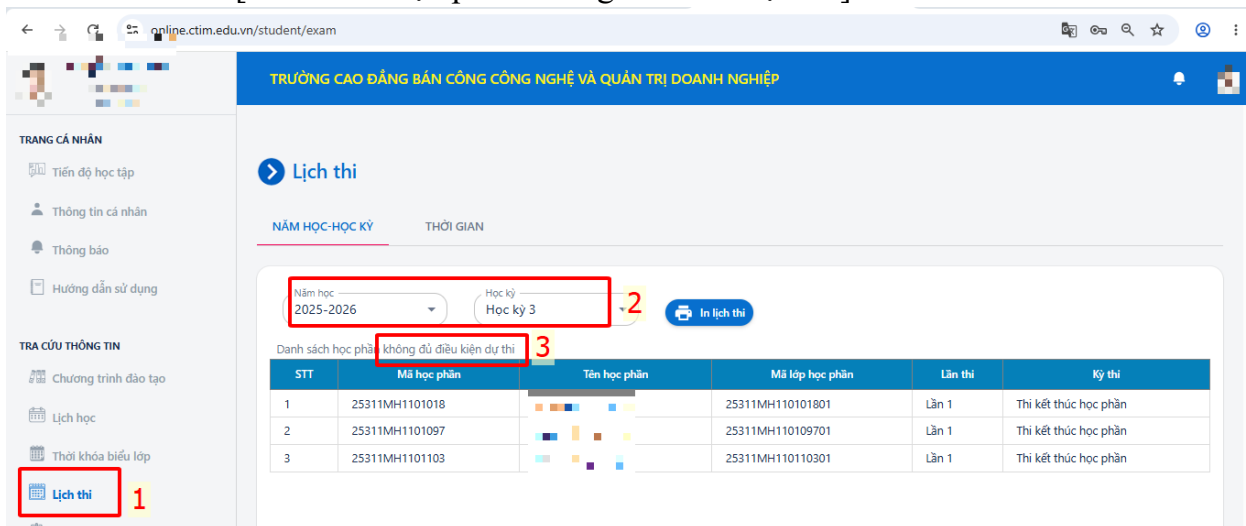 online.ctim.edu.vn/student/exam
TRƯỜNG CAO ĐẲNG BÁN CÔNG CÔNG NGHỆ VÀ QUẢN TRỊ DOANH NGHIỆP
TRANG CÁ NHÂN
Tiến độ học tập
Thông tin cá nhân
Thông báo
Hướng dẫn sử dụng
TRA CỨU THÔNG TIN
Chương trình đào tạo
Lịch học
Thời khóa biểu lớp
Lịch thi 1
Lịch thi
NĂM HỌC-HỌC KỲ THỜI GIAN
Năm học Học kỳ
2025-2026 Học kỳ 3 2 In lịch thi
Danh sách học phần không đủ điều kiện dự thi 3
STT Mã học phần Tên học phần Mã lớp học phần Lần thi Kỳ thi
1 25311MH1101018 25311MH110101801 Lần 1 Thi kết thúc học phần
2 25311MH1101097 25311MH110109701 Lần 1 Thi kết thúc học phần
3 25311MH1101103 25311MH110110301 Lần 1 Thi kết thúc học phần